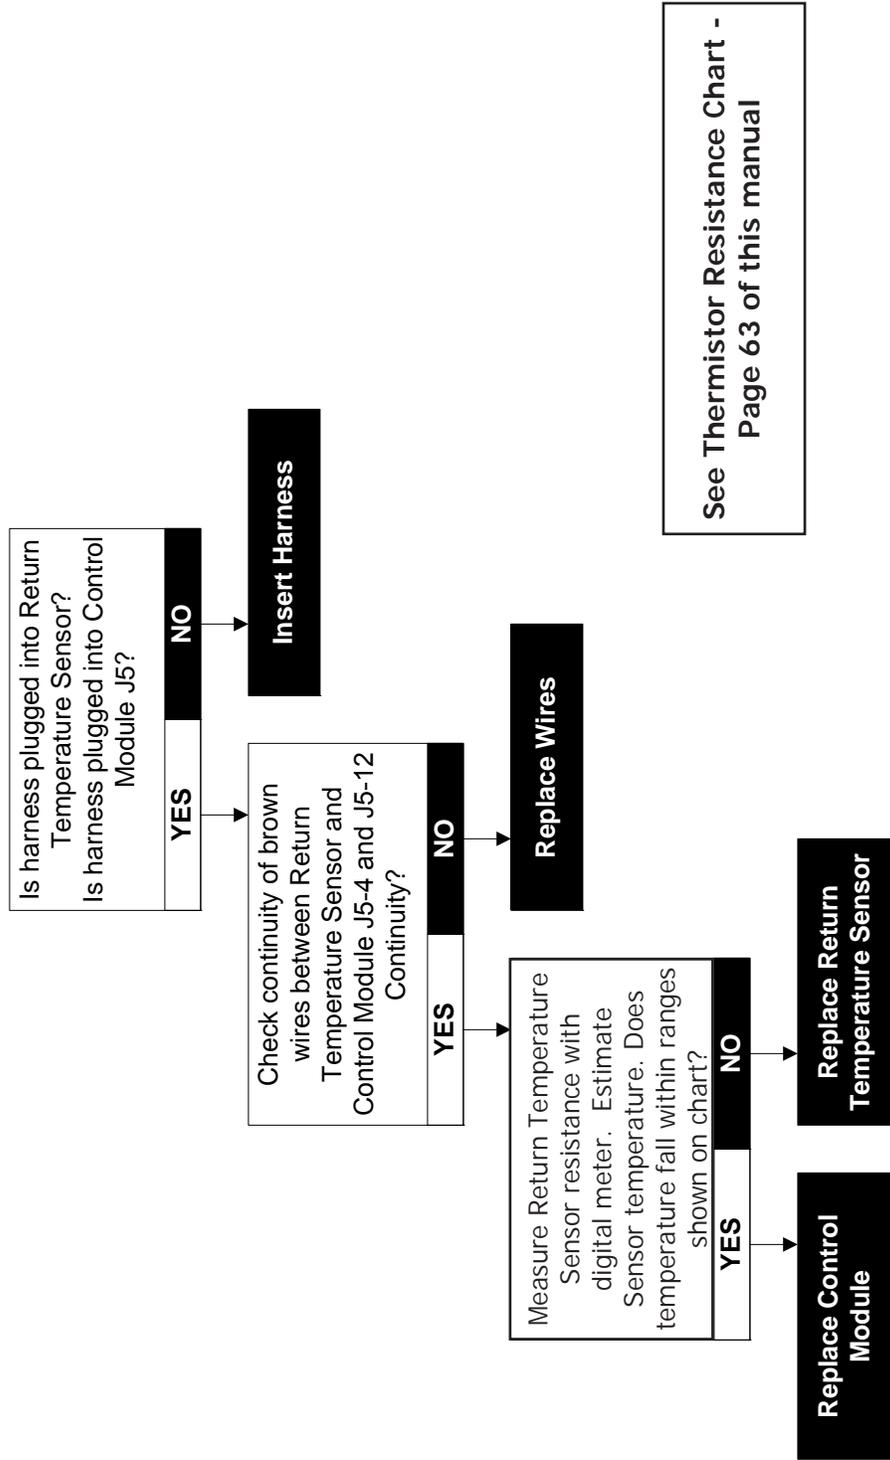 Is harness plugged into Return
Temperature Sensor?
Is harness plugged into Control
Module J5?
YES
NO
Insert Harness
Check continuity of brown
wires between Return
Temperature Sensor and
Control Module J5-4 and J5-12
Continuity?
YES
NO
Replace Wires
Measure Return Temperature
Sensor resistance with
digital meter. Estimate
Sensor temperature. Does
temperature fall within ranges
shown on chart?
YES
NO
Replace Control
Module
Replace Return
Temperature Sensor
See Thermistor Resistance Chart -
Page 63 of this manual